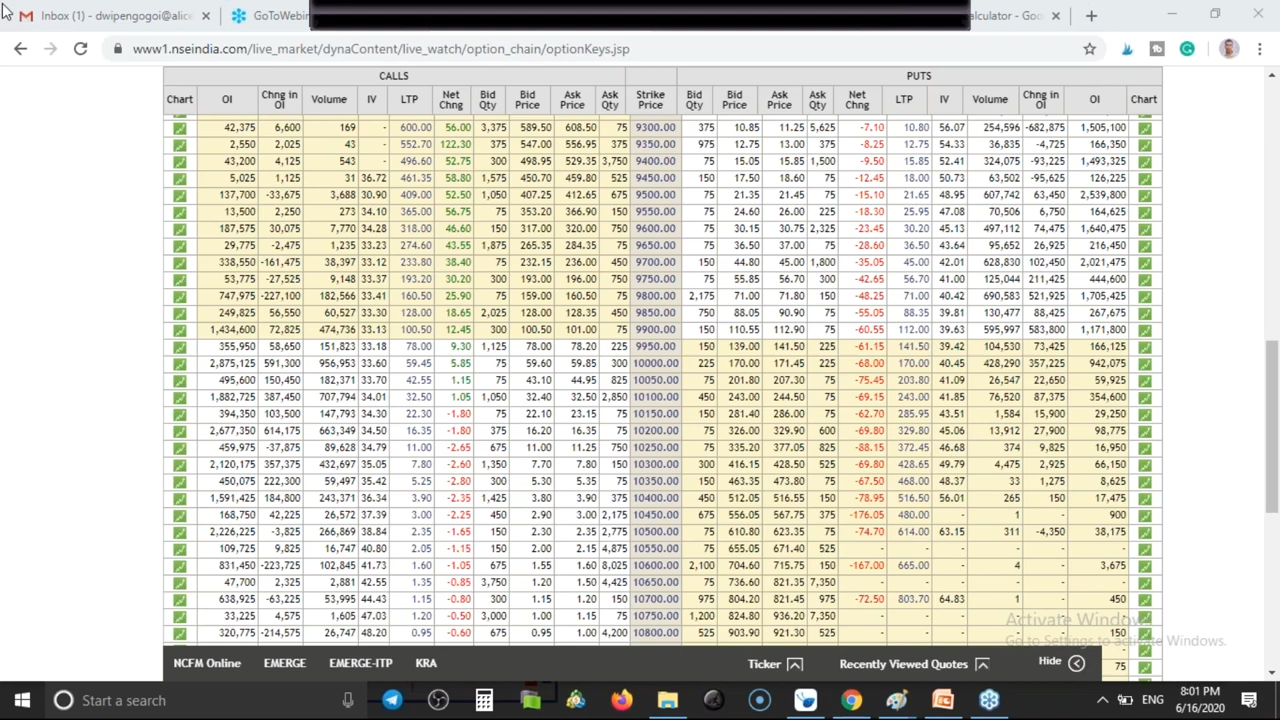 Inbox (1) - dwipengogoi@alice
GoToWebin
alculator - Goo
www1.nseindia.com/live_market/dynaContent/live_watch/option_chain/optionKeys.jsp
CALLS PUTS
Chart OI Chng in OI Volume IV LTP Net Chng Bid Qty Bid Price Ask Price Ask Qty Strike Price Bid Qty Bid Price Ask Price Ask Qty Net Chng LTP IV Volume Chng in OI OI Chart
42,375 6,600 169 - 600.00 56.00 3,375 589.50 608.50 75 9300.00 375 10.85 11.25 5,625 -7.10 10.80 56.07 254,596 -682,875 1,505,100
2,550 2,025 43 - 552.70 122.30 375 547.00 556.95 375 9350.00 975 12.75 13.00 375 -8.25 12.75 54.33 36,835 -4,725 166,350
43,200 4,125 543 - 496.60 52.75 300 498.95 529.35 3,750 9400.00 75 15.05 15.85 1,500 -9.50 15.85 52.41 324,075 -93,225 1,493,325
5,025 1,125 31 36.72 461.35 58.80 1,575 450.70 459.80 525 9450.00 150 17.50 18.60 75 -12.45 18.00 50.73 63,502 -95,625 126,225
137,700 -33,675 3,688 30.90 409.00 52.50 1,050 407.25 412.65 675 9500.00 75 21.35 21.45 75 -15.10 21.65 48.95 607,742 63,450 2,539,800
13,500 2,250 273 34.10 365.00 56.75 75 353.20 366.90 150 9550.00 75 24.60 26.00 225 -18.30 25.95 47.08 70,506 6,750 164,625
187,575 30,075 7,770 34.28 318.00 46.60 150 317.00 320.00 75 9600.00 75 30.15 30.75 2,325 -23.45 30.20 45.13 497,112 74,475 1,640,475
29,775 -2,475 1,235 33.23 274.60 43.55 1,875 265.35 284.35 75 9650.00 75 36.50 37.00 75 -28.60 36.50 43.64 95,652 26,925 216,450
338,550 -161,475 38,397 33.12 233.80 38.40 75 232.15 236.00 450 9700.00 150 44.80 45.00 1,800 -35.05 45.00 42.01 628,830 102,450 2,021,475
53,775 -27,525 9,148 33.37 193.20 30.20 300 193.00 196.00 750 9750.00 75 55.85 56.70 300 -42.65 56.70 41.00 125,044 211,425 444,600
747,975 -227,100 182,566 33.41 160.50 25.90 75 159.00 160.50 75 9800.00 2,175 71.00 71.80 150 -48.25 71.00 40.42 690,583 521,925 1,705,425
249,825 56,550 60,527 33.30 128.00 18.65 2,025 128.00 128.35 450 9850.00 750 88.05 90.90 75 -55.05 88.35 39.81 130,477 88,425 267,675
1,434,600 72,825 474,736 33.13 100.50 12.45 300 100.50 101.00 75 9900.00 150 110.55 112.90 75 -60.55 112.00 39.63 595,997 583,800 1,171,800
355,950 58,650 151,823 33.18 78.00 9.30 1,125 78.00 78.20 225 9950.00 150 139.00 141.50 225 -61.15 141.50 39.42 104,530 73,425 166,125
2,875,125 591,300 956,953 33.60 59.45 5.85 75 59.60 59.85 300 10000.00 225 170.00 171.45 225 -68.00 170.00 40.45 428,290 357,225 942,075
495,600 150,450 182,371 33.70 42.55 1.15 75 43.10 44.95 825 10050.00 75 201.80 207.30 75 -75.45 203.80 41.09 26,547 22,650 59,925
1,882,725 387,450 707,794 34.01 32.50 1.05 1,050 32.40 32.50 2,850 10100.00 450 243.00 244.50 75 -69.15 243.00 41.85 76,520 87,375 354,600
394,350 103,500 147,793 34.30 22.30 -1.80 75 22.10 23.15 75 10150.00 75 281.40 286.00 75 -62.70 285.95 43.51 1,584 15,900 29,250
2,677,350 614,175 663,349 34.50 16.35 -1.80 375 16.20 16.35 75 10200.00 75 326.00 329.90 600 -69.80 329.80 45.06 13,912 27,900 98,775
459,975 -37,875 89,628 34.79 11.00 -2.65 675 11.00 11.25 750 10250.00 75 335.20 377.05 825 -88.15 372.45 46.68 374 9,825 16,950
2,120,175 357,375 432,697 35.05 7.80 -2.60 1,350 7.70 7.80 150 10300.00 300 416.15 428.50 525 -69.80 428.65 49.79 4,475 2,925 66,150
450,075 222,300 59,497 35.42 5.25 -2.80 300 5.30 5.35 75 10350.00 150 463.35 473.80 75 -67.50 468.00 48.37 33 1,275 8,625
1,591,425 184,800 243,371 36.34 3.90 -2.35 1,425 3.80 3.90 375 10400.00 450 512.05 516.55 150 -78.95 516.50 56.01 265 150 17,475
168,750 42,225 26,572 37.39 3.00 -2.25 450 2.90 3.00 2,175 10450.00 675 556.05 567.75 375 -176.05 480.00 - 1 - 900
2,226,225 -3,825 266,869 38.84 2.35 -1.65 150 2.30 2.35 2,775 10500.00 75 610.80 623.35 75 -74.70 614.00 63.15 311 -4,350 38,175
109,725 9,825 16,747 40.80 2.05 -1.15 150 2.00 2.15 4,875 10550.00 75 655.05 671.40 525 - - - - - -
831,450 -223,725 102,845 41.73 1.60 -1.05 675 1.55 1.60 8,025 10600.00 2,100 704.60 715.75 150 -167.00 665.00 - 4 - 3,675
47,700 2,325 2,881 42.55 1.35 -0.85 3,750 1.20 1.50 4,425 10650.00 75 736.60 821.35 7,350 - - - - - -
638,925 -63,225 53,995 44.43 1.15 -0.80 300 1.15 1.20 150 10700.00 975 804.20 821.45 975 -72.50 803.70 64.83 1 - 450
33,225 4,575 1,605 47.03 1.20 -0.50 3,000 1.00 1.15 75 10750.00 1,200 824.80 936.20 7,350 - - - - - -
320,775 -214,575 26,747 48.20 0.95 -0.60 675 0.95 1.00 4,200 10800.00 525 903.90 921.30 525 - - - - - 150
Activate Windows
Go to Settings to activate Windows.
-
NCFM Online EMERGE EMERGE-ITP KRA Ticker Recently Viewed Quotes Hide 75
Start a search
ENG
8:01 PM
6/16/2020